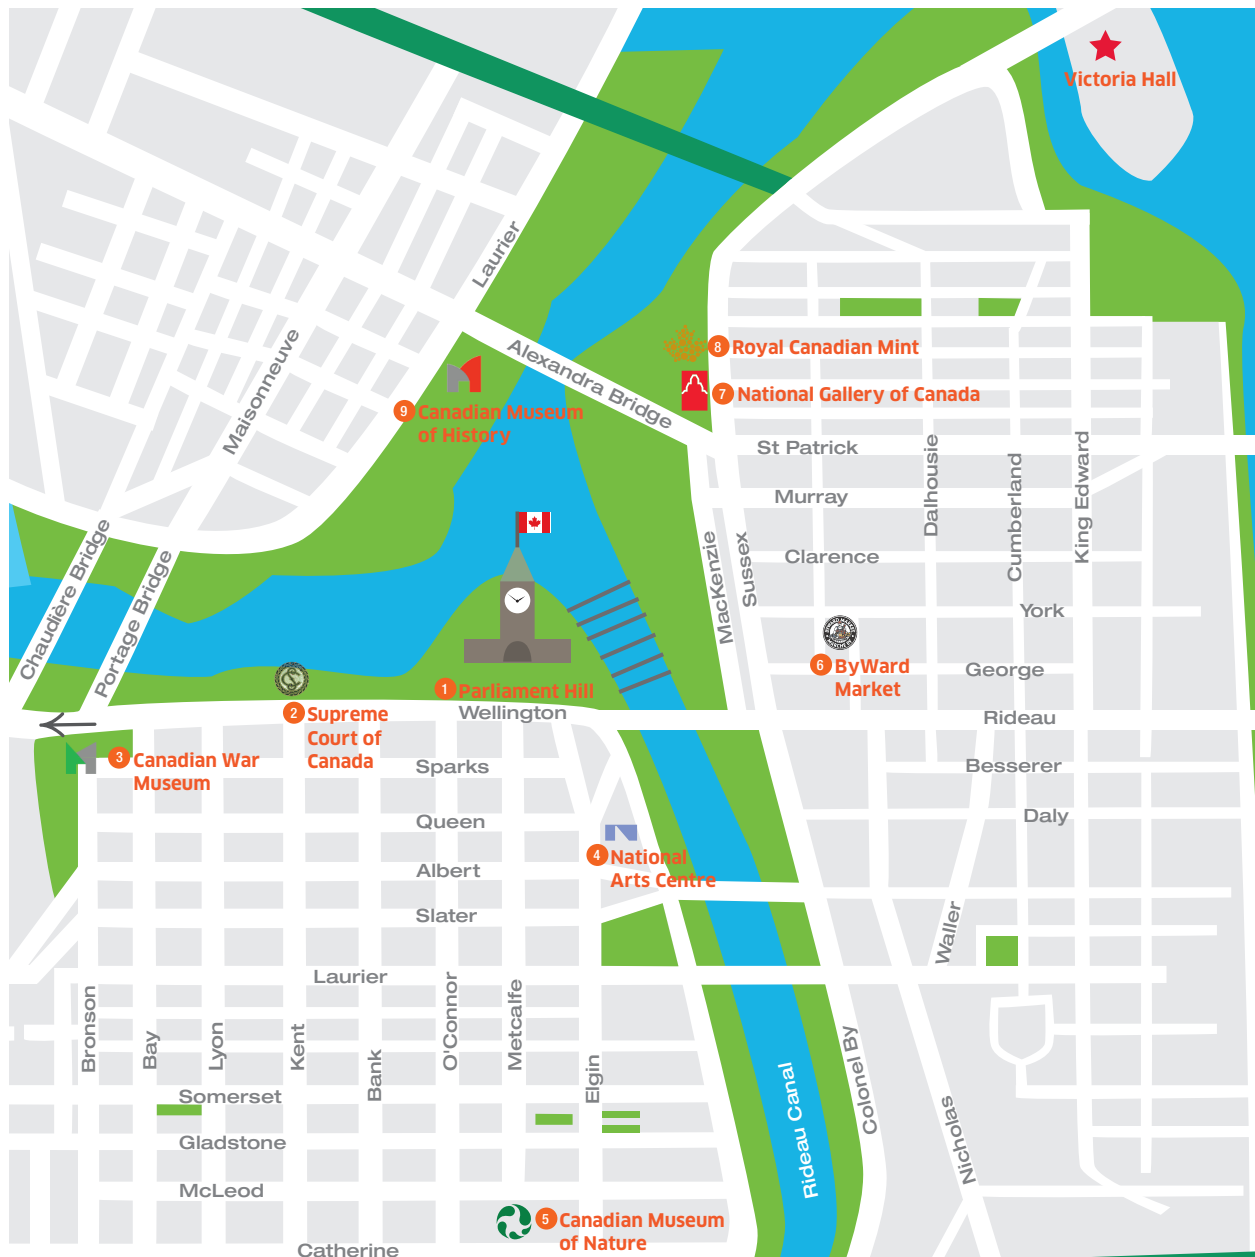 Victoria Hall
Laurier
Maisonneuve
Alexandra Bridge
8 Royal Canadian Mint
7 National Gallery of Canada
9 Canadian Museum
of History
St Patrick
Murray
Clarence
York
George
Rideau
Besserer
Daly
Dalhousie
Cumberland
King Edward
MacKenzie
Sussex
Chaudière Bridge
Portage Bridge
6 ByWard
Market
1 Parliament Hill
Wellington
2 Supreme
Court of
Canada
3 Canadian War
Museum
Sparks
Queen
Albert
Slater
4 National
Arts Centre
Waller
Laurier
Bronson
Bay
Lyon
Kent
Bank
O'Connor
Metcalfe
Elgin
Rideau Canal
Colonel By
Nicholas
Somerset
Gladstone
McLeod
5 Canadian Museum
of Nature
Catherine